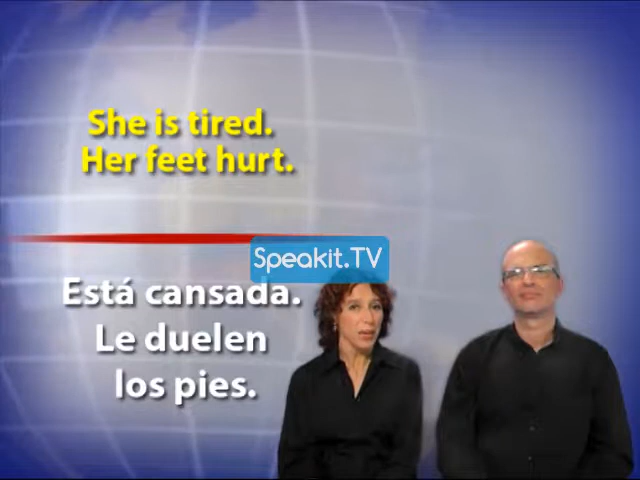 She is tired.
Her feet hurt.
Speakit.TV
Está cansada.
Le duelen
los pies.